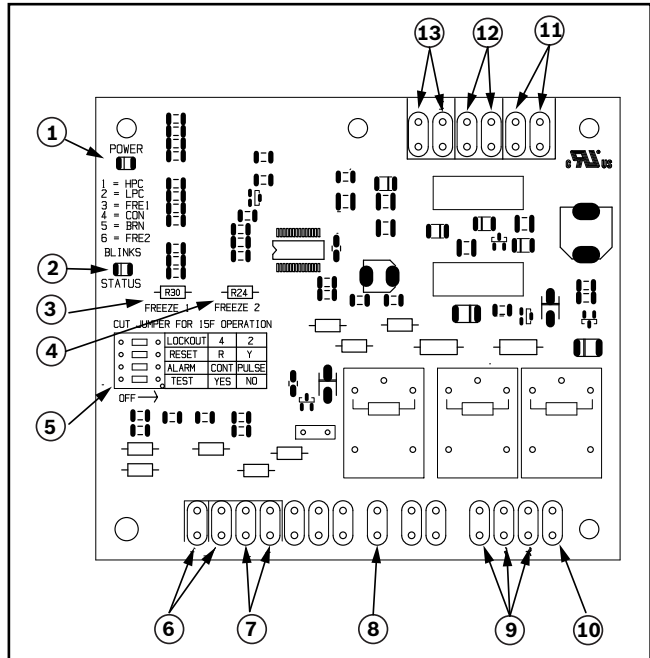 13 12 11
1
POWER
1 = HPC
2 = LPC
3 = FRE1
4 = CON
5 = BRN
6 = FRE2
BLINKS
2
STATUS
R30 R24
3 FREEZE 1 FREEZE 2
4
CUT JUMPER FOR 15F OPERATION
LOCKOUT 4 2
RESET R Y
ALARM CONT PULSE
TEST YES NO
OFF
5
C RU US
6 7 8 9 10